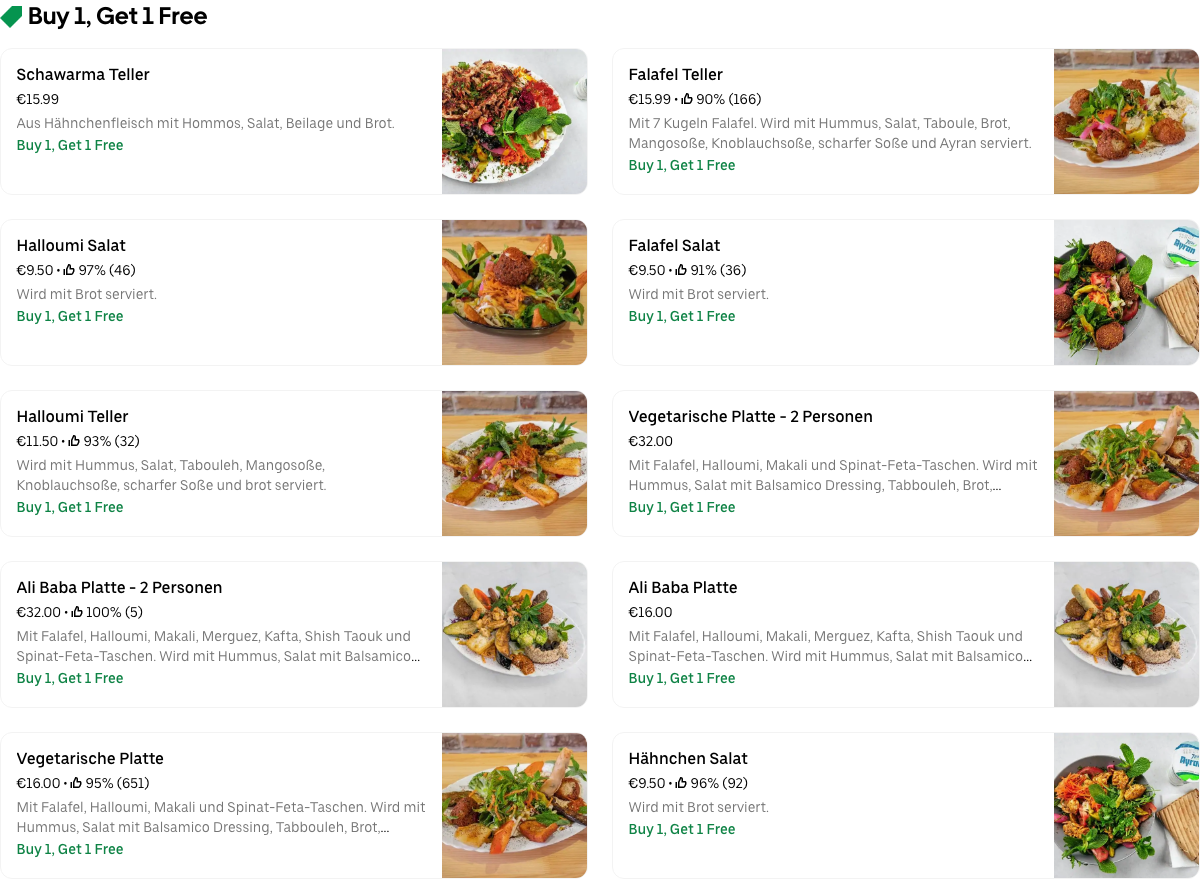 Buy 1, Get 1 Free
Schawarma Teller
€15.99
Aus Hähnchenfleisch mit Hommos, Salat, Beilage und Brot.
Buy 1, Get 1 Free
Falafel Teller
€15.99 • 90% (166)
Mit 7 Kugeln Falafel. Wird mit Hummus, Salat, Taboule, Brot,
Mangosoße, Knoblauchsoße, scharfer Soße und Ayran serviert.
Buy 1, Get 1 Free
Halloumi Salat
€9.50 • 97% (46)
Wird mit Brot serviert.
Buy 1, Get 1 Free
Falafel Salat
€9.50 • 91% (36)
Wird mit Brot serviert.
Buy 1, Get 1 Free
Ayran
Halloumi Teller
€11.50 • 93% (32)
Wird mit Hummus, Salat, Tabouleh, Mangosoße,
Knoblauchsoße, scharfer Soße und brot serviert.
Buy 1, Get 1 Free
Vegetarische Platte - 2 Personen
€32.00
Mit Falafel, Halloumi, Makali und Spinat-Feta-Taschen. Wird mit
Hummus, Salat mit Balsamico Dressing, Tabbouleh, Brot,...
Buy 1, Get 1 Free
Ali Baba Platte - 2 Personen
€32.00 • 100% (5)
Mit Falafel, Halloumi, Makali, Merguez, Kafta, Shish Taouk und
Spinat-Feta-Taschen. Wird mit Hummus, Salat mit Balsamico...
Buy 1, Get 1 Free
Ali Baba Platte
€16.00
Mit Falafel, Halloumi, Makali, Merguez, Kafta, Shish Taouk und
Spinat-Feta-Taschen. Wird mit Hummus, Salat mit Balsamico...
Buy 1, Get 1 Free
Vegetarische Platte
€16.00 • 95% (651)
Mit Falafel, Halloumi, Makali und Spinat-Feta-Taschen. Wird mit
Hummus, Salat mit Balsamico Dressing, Tabbouleh, Brot,...
Buy 1, Get 1 Free
Hähnchen Salat
€9.50 • 96% (92)
Wird mit Brot serviert.
Buy 1, Get 1 Free
Ayran